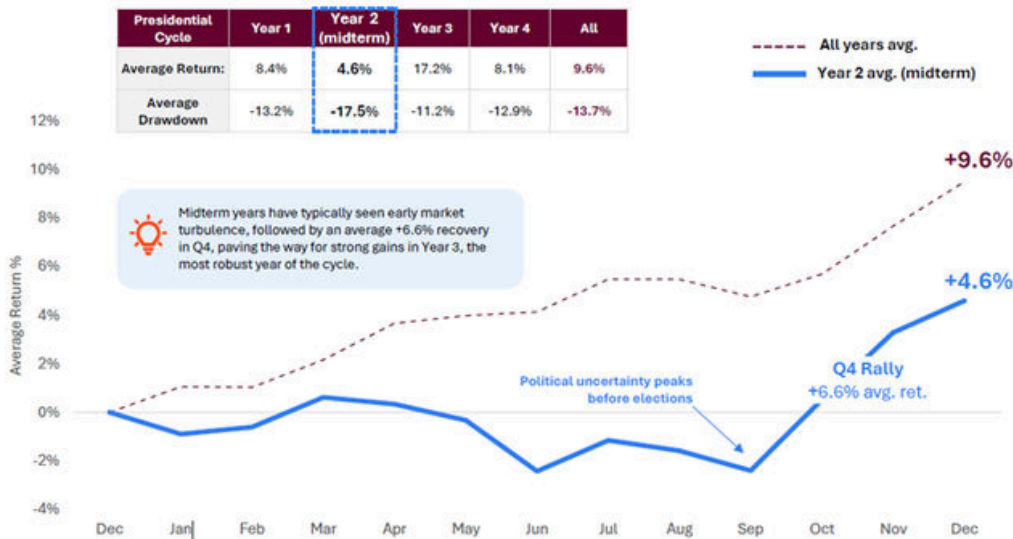 Presidential Cycle Year 1 Year 2 (midterm) Year 3 Year 4 All
Average Return: 8.4% 4.6% 17.2% 8.1% 9.6%
Average Drawdown -13.2% -17.5% -11.2% -12.9% -13.7%
All years avg.
Year 2 avg. (midterm)
Midterm years have typically seen early market
turbulence, followed by an average +6.6% recovery
in Q4, paving the way for strong gains in Year 3, the
most robust year of the cycle.
+9.6%
+4.6%
Q4 Rally
+6.6% avg. ret.
Political uncertainty peaks
before elections
Average Return %
12%
10%
8%
6%
4%
2%
0%
-2%
-4%
Dec Jan Feb Mar Apr May Jun Jul Aug Sep Oct Nov Dec